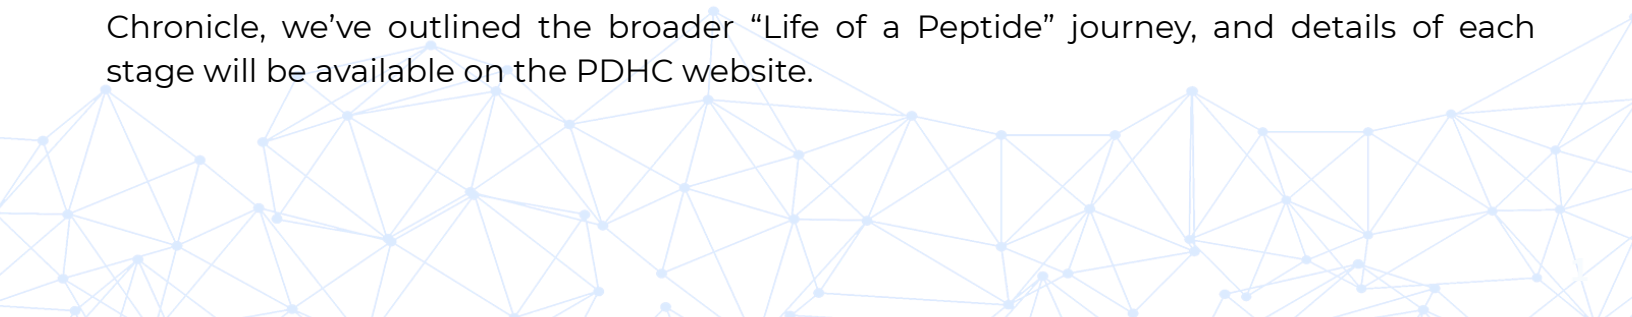 Chronicle, we’ve outlined the broader “Life of a Peptide” journey, and details of each
stage will be available on the PDHC website.